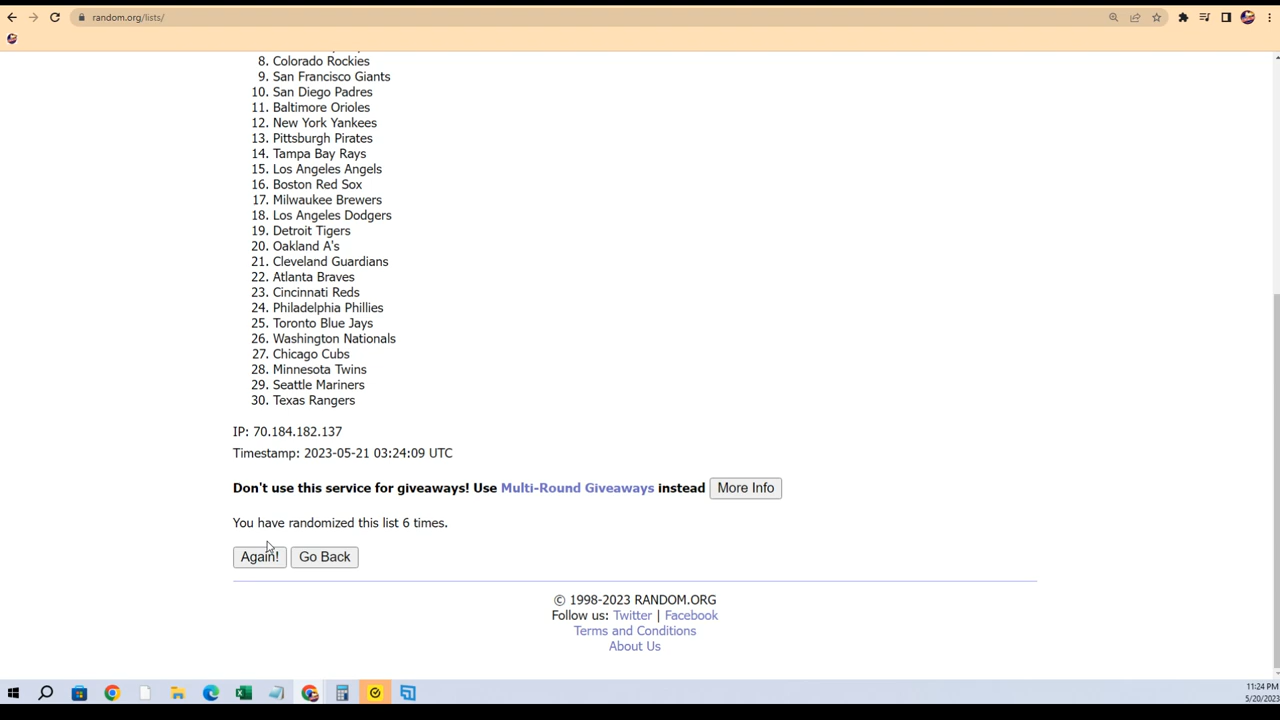 random.org/lists/
8. Colorado Rockies
9. San Francisco Giants
10. San Diego Padres
11. Baltimore Orioles
12. New York Yankees
13. Pittsburgh Pirates
14. Tampa Bay Rays
15. Los Angeles Angels
16. Boston Red Sox
17. Milwaukee Brewers
18. Los Angeles Dodgers
19. Detroit Tigers
20. Oakland A's
21. Cleveland Guardians
22. Atlanta Braves
23. Cincinnati Reds
24. Philadelphia Phillies
25. Toronto Blue Jays
26. Washington Nationals
27. Chicago Cubs
28. Minnesota Twins
29. Seattle Mariners
30. Texas Rangers
IP: 70.184.182.137
Timestamp: 2023-05-21 03:24:09 UTC
Don't use this service for giveaways! Use Multi-Round Giveaways instead More Info
You have randomized this list 6 times.
Again! Go Back
© 1998-2023 RANDOM.ORG
Follow us: Twitter | Facebook
Terms and Conditions
About Us
11:24 PM
5/20/2023